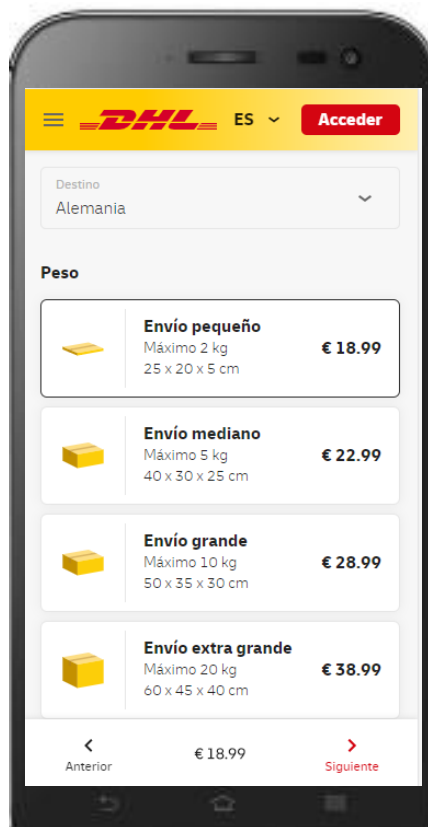 DHL ES Acceder
Destino
Alemania
Peso
Envío pequeño
Máximo 2 kg
€ 18.99
25 x 20 x 5 cm
Envío mediano
Máximo 5 kg
€ 22.99
40 x 30 x 25 cm
Envío grande
Máximo 10 kg
€ 28.99
50 x 35 x 30 cm
Envío extra grande
Máximo 20 kg
€ 38.99
60 x 45 x 40 cm
Anterior
€ 18.99
Siguiente